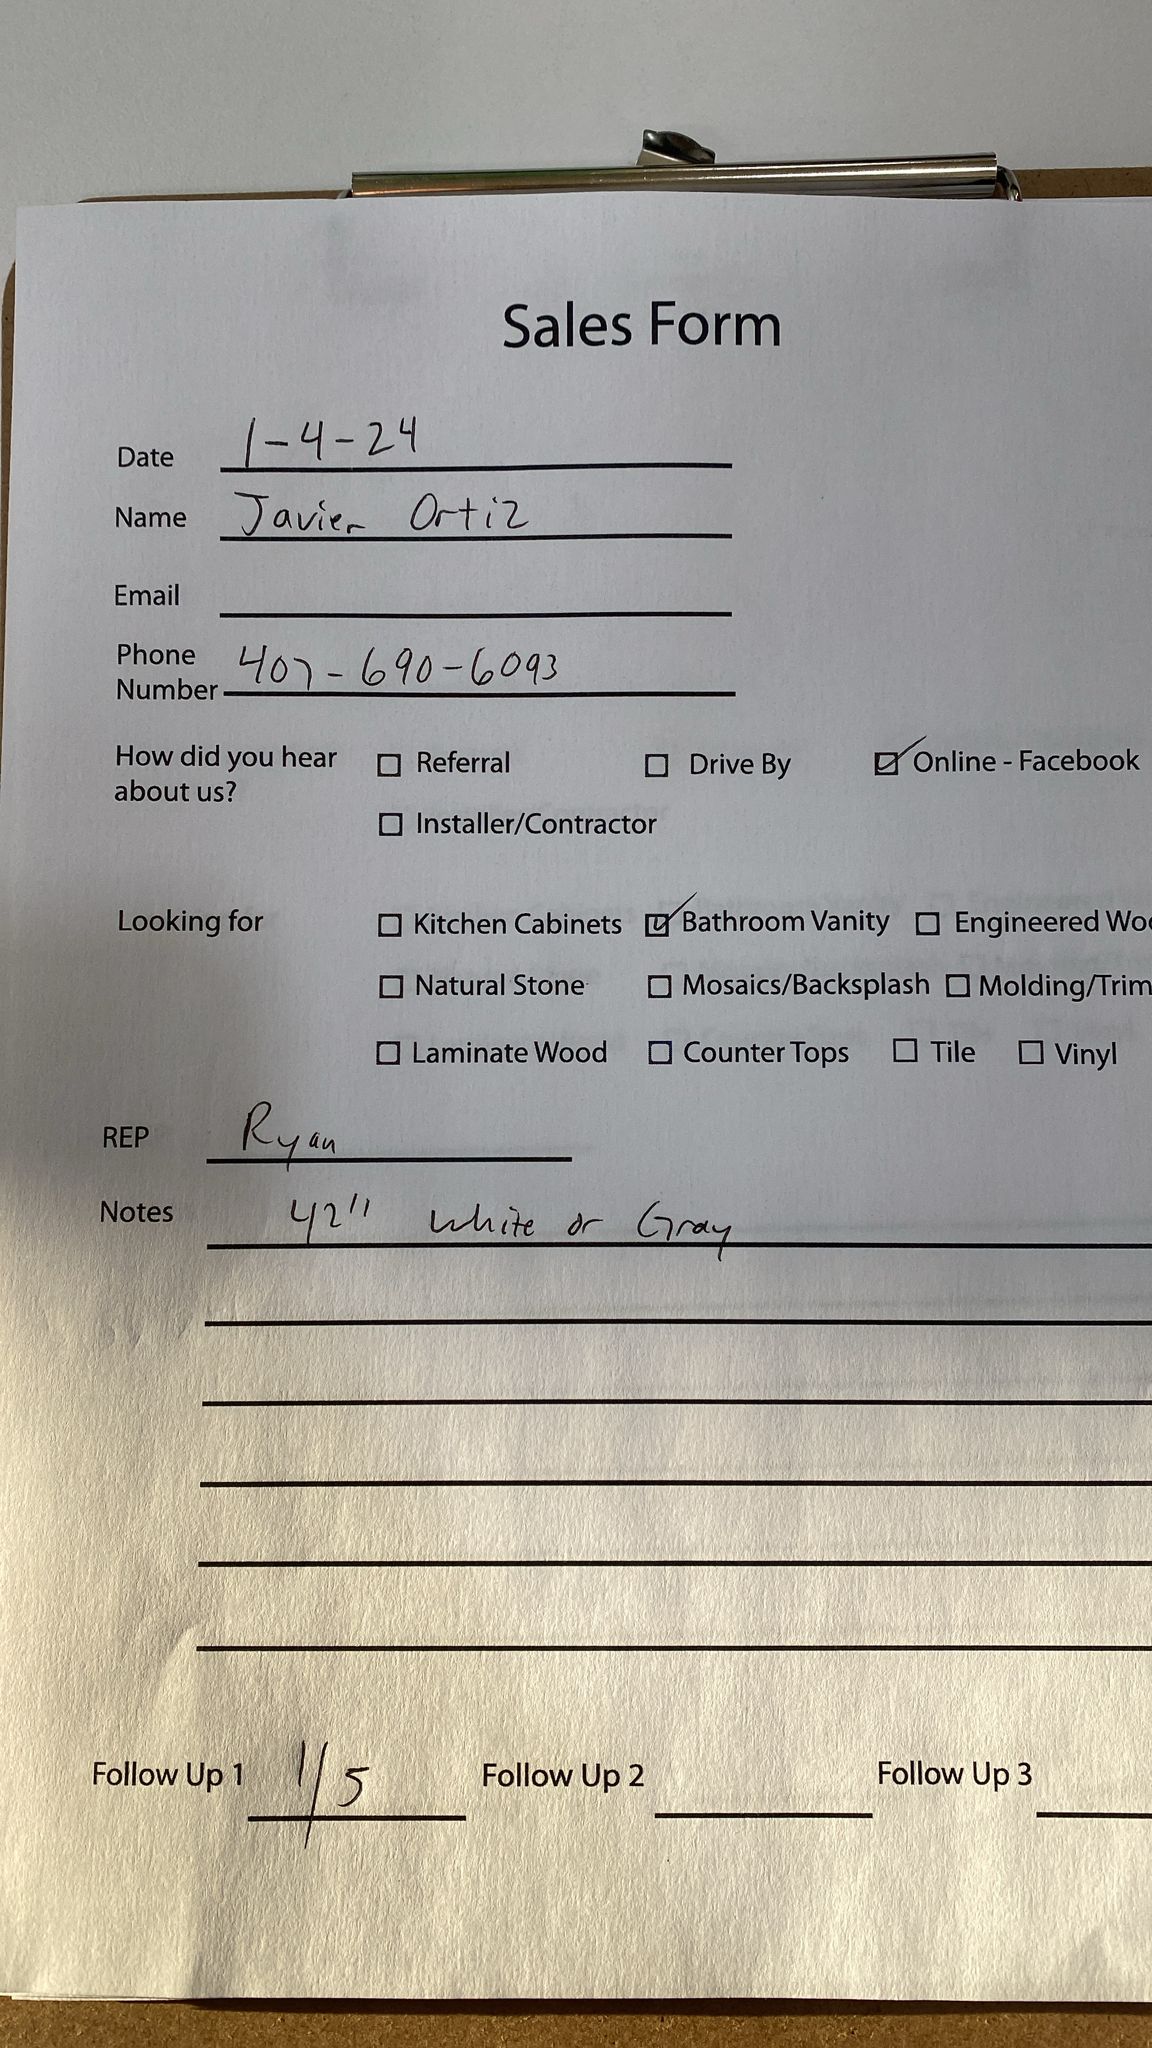 Sales Form
Date 1-4-24
Name Javier Ortiz
Email
Phone
Number 407-690-6093
How did you hear about us? ☐ Referral ☐ Drive By ☑ Online - Facebook
☐ Installer/Contractor
Looking for ☐ Kitchen Cabinets ☑ Bathroom Vanity ☐ Engineered Woo
☐ Natural Stone ☐ Mosaics/Backsplash ☐ Molding/Trim
☐ Laminate Wood ☐ Counter Tops ☐ Tile ☐ Vinyl
REP Ryan
Notes 42" white or Gray
Follow Up 1 1/5 Follow Up 2 Follow Up 3